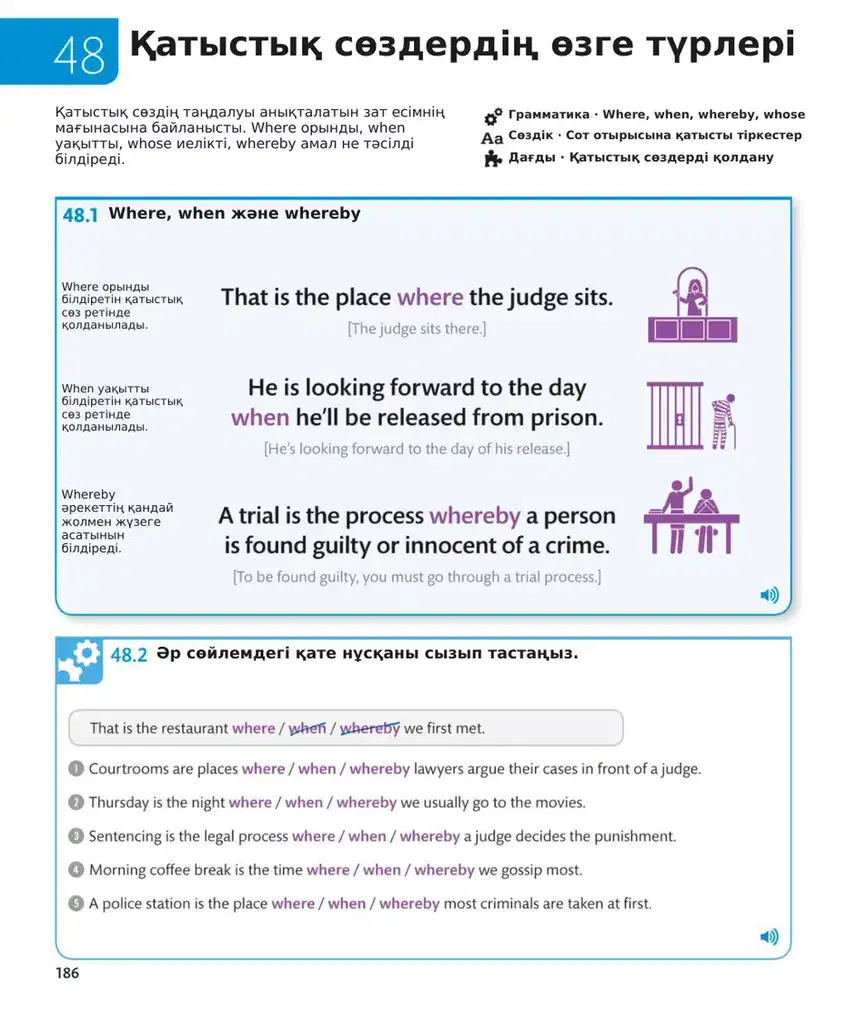 48 Қатыстық сөздердің өзге түрлері
Қатыстық сөздің таңдалуы анықталатын зат есімнің
мағынасына байланысты. Where орынды, when
уақытты, whose иелікті, whereby амал не тәсілді
білдіреді.
Грамматика · Where, when, whereby, whose
Aa Сөздік · Сот отырысына қатысты тіркестер
Дағды · Қатыстық сөздерді қолдану
48.1 Where, when және whereby
Where орынды
білдіретін қатыстық
сөз ретінде
қолданылады.
That is the place where the judge sits.
[The judge sits there.]
When уақытты
білдіретін қатыстық
сөз ретінде
қолданылады.
He is looking forward to the day
when he’ll be released from prison.
[He’s looking forward to the day of his release.]
Whereby
әрекеттің қандай
жолмен жүзеге
асатынын
білдіреді.
A trial is the process whereby a person
is found guilty or innocent of a crime.
[To be found guilty, you must go through a trial process.]
48.2 Әр сөйлемдегі қате нұсқаны сызып тастаңыз.
That is the restaurant where / when / whereby we first met.
1 Courtrooms are places where / when / whereby lawyers argue their cases in front of a judge.
2 Thursday is the night where / when / whereby we usually go to the movies.
3 Sentencing is the legal process where / when / whereby a judge decides the punishment.
4 Morning coffee break is the time where / when / whereby we gossip most.
5 A police station is the place where / when / whereby most criminals are taken at first.
186